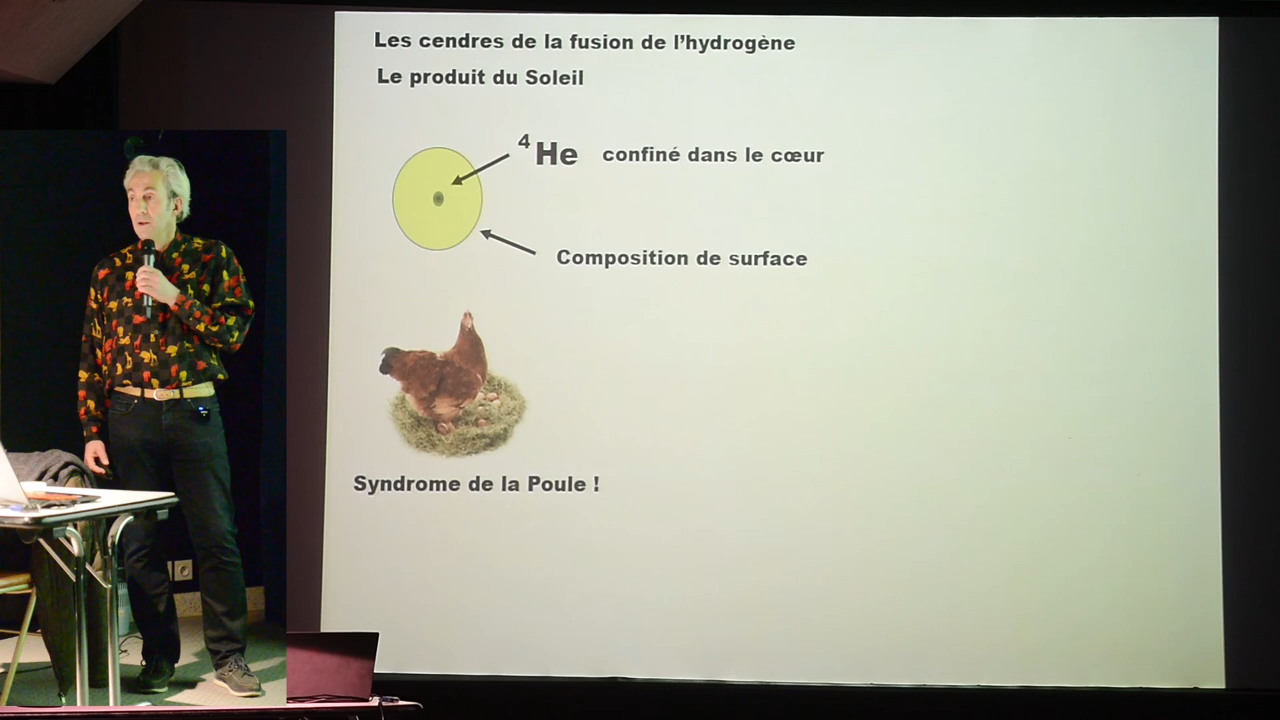 Les cendres de la fusion de l’hydrogène
Le produit du Soleil
⁴He confiné dans le cœur
Composition de surface
Syndrome de la Poule !